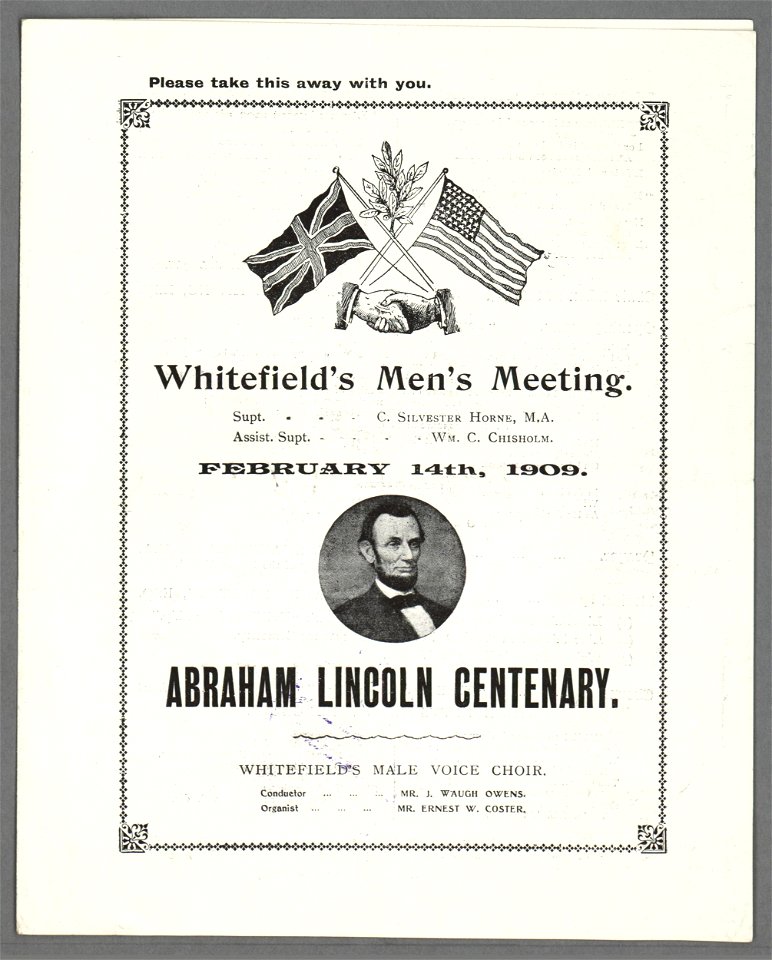 Please take this away with you.
Whitefield's Men's Meeting.
Supt. - - - C. Silvester Horne, M.A.
Assist. Supt. - - - - Wm. C. Chisholm.
FEBRUARY 14th, 1909.
ABRAHAM LINCOLN CENTENARY.
WHITEFIELD'S MALE VOICE CHOIR.
Conductor ... ... ... MR. J. WAUGH OWENS.
Organist ... ... ... MR. ERNEST W. COSTER.